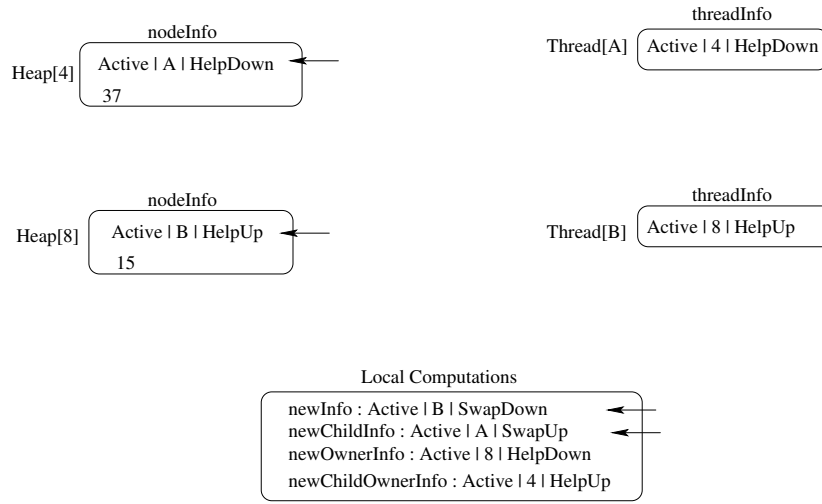 nodeInfo
Heap[4]
Active | A | HelpDown
37
threadInfo
Thread[A]
Active | 4 | HelpDown
nodeInfo
Heap[8]
Active | B | HelpUp
15
threadInfo
Thread[B]
Active | 8 | HelpUp
Local Computations
newInfo : Active | B | SwapDown
newChildInfo : Active | A | SwapUp
newOwnerInfo : Active | 8 | HelpDown
newChildOwnerInfo : Active | 4 | HelpUp